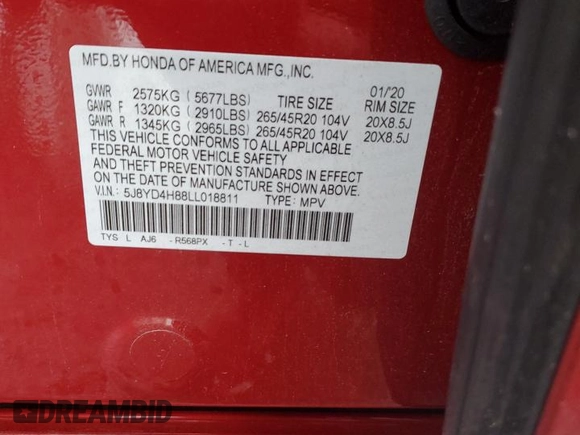 MFD.BY HONDA OF AMERICA MFG.,INC.
01/'20
GVWR 2575KG ( 5677LBS) TIRE SIZE RIM SIZE
GAWR F 1320KG ( 2910LBS) 265/45R20 104V 20X8.5J
GAWR R 1345KG ( 2965LBS) 265/45R20 104V 20X8.5J
THIS VEHICLE CONFORMS TO ALL APPLICABLE
FEDERAL MOTOR VEHICLE SAFETY
AND THEFT PREVENTION STANDARDS IN EFFECT
ON THE DATE OF MANUFACTURE SHOWN ABOVE.
V.I.N.: 5J8YD4H88LL018811 TYPE: MPV
TYS L AJ6 - R568PX - T - L
DREAMBID